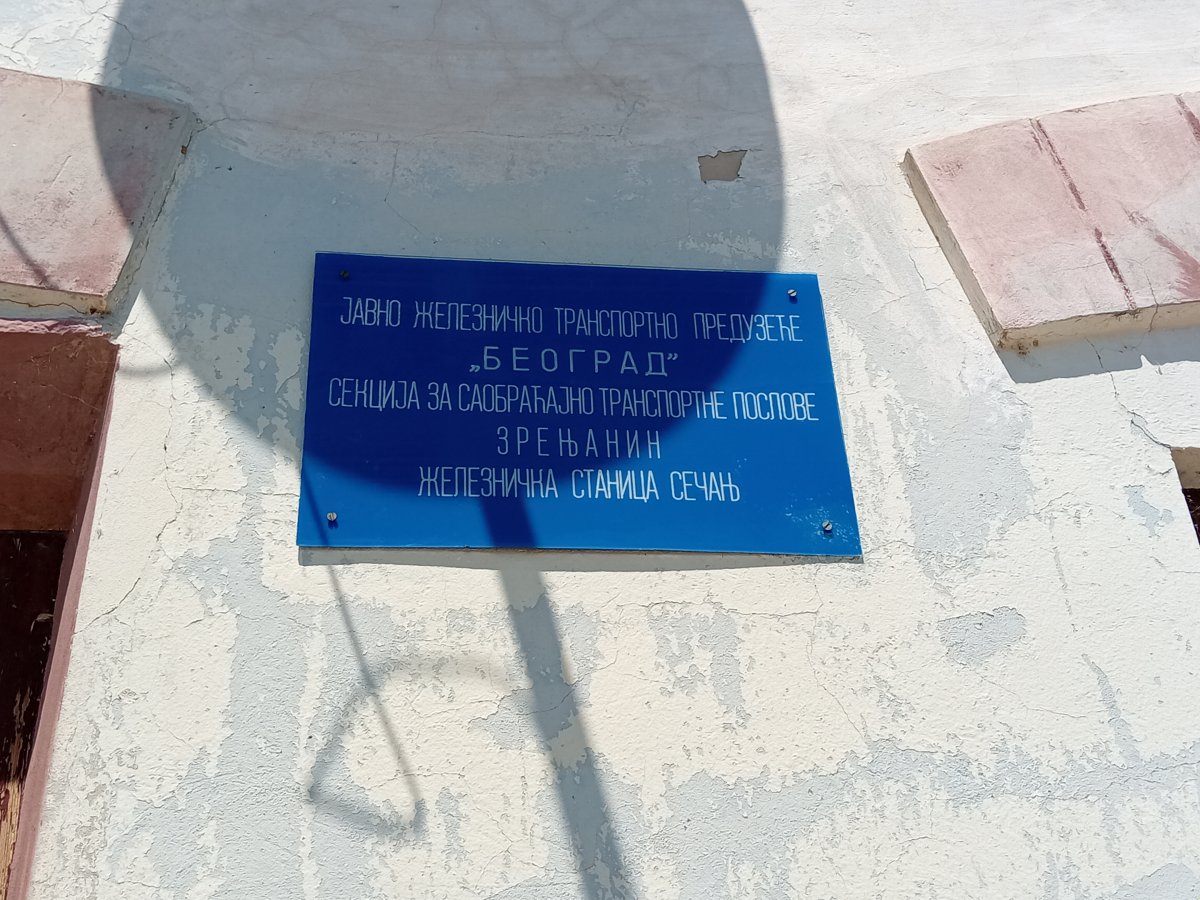 ЈАВНО ЖЕЛЕЗНИЧКО ТРАНСПОРТНО ПРЕДУЗЕЋЕ
„БЕОГРАД”
СЕКЦИЈА ЗА САОБРАЋАЈНО ТРАНСПОРТНЕ ПОСЛОВЕ
ЗРЕЊАНИН
ЖЕЛЕЗНИЧКА СТАНИЦА СЕЧАЊ